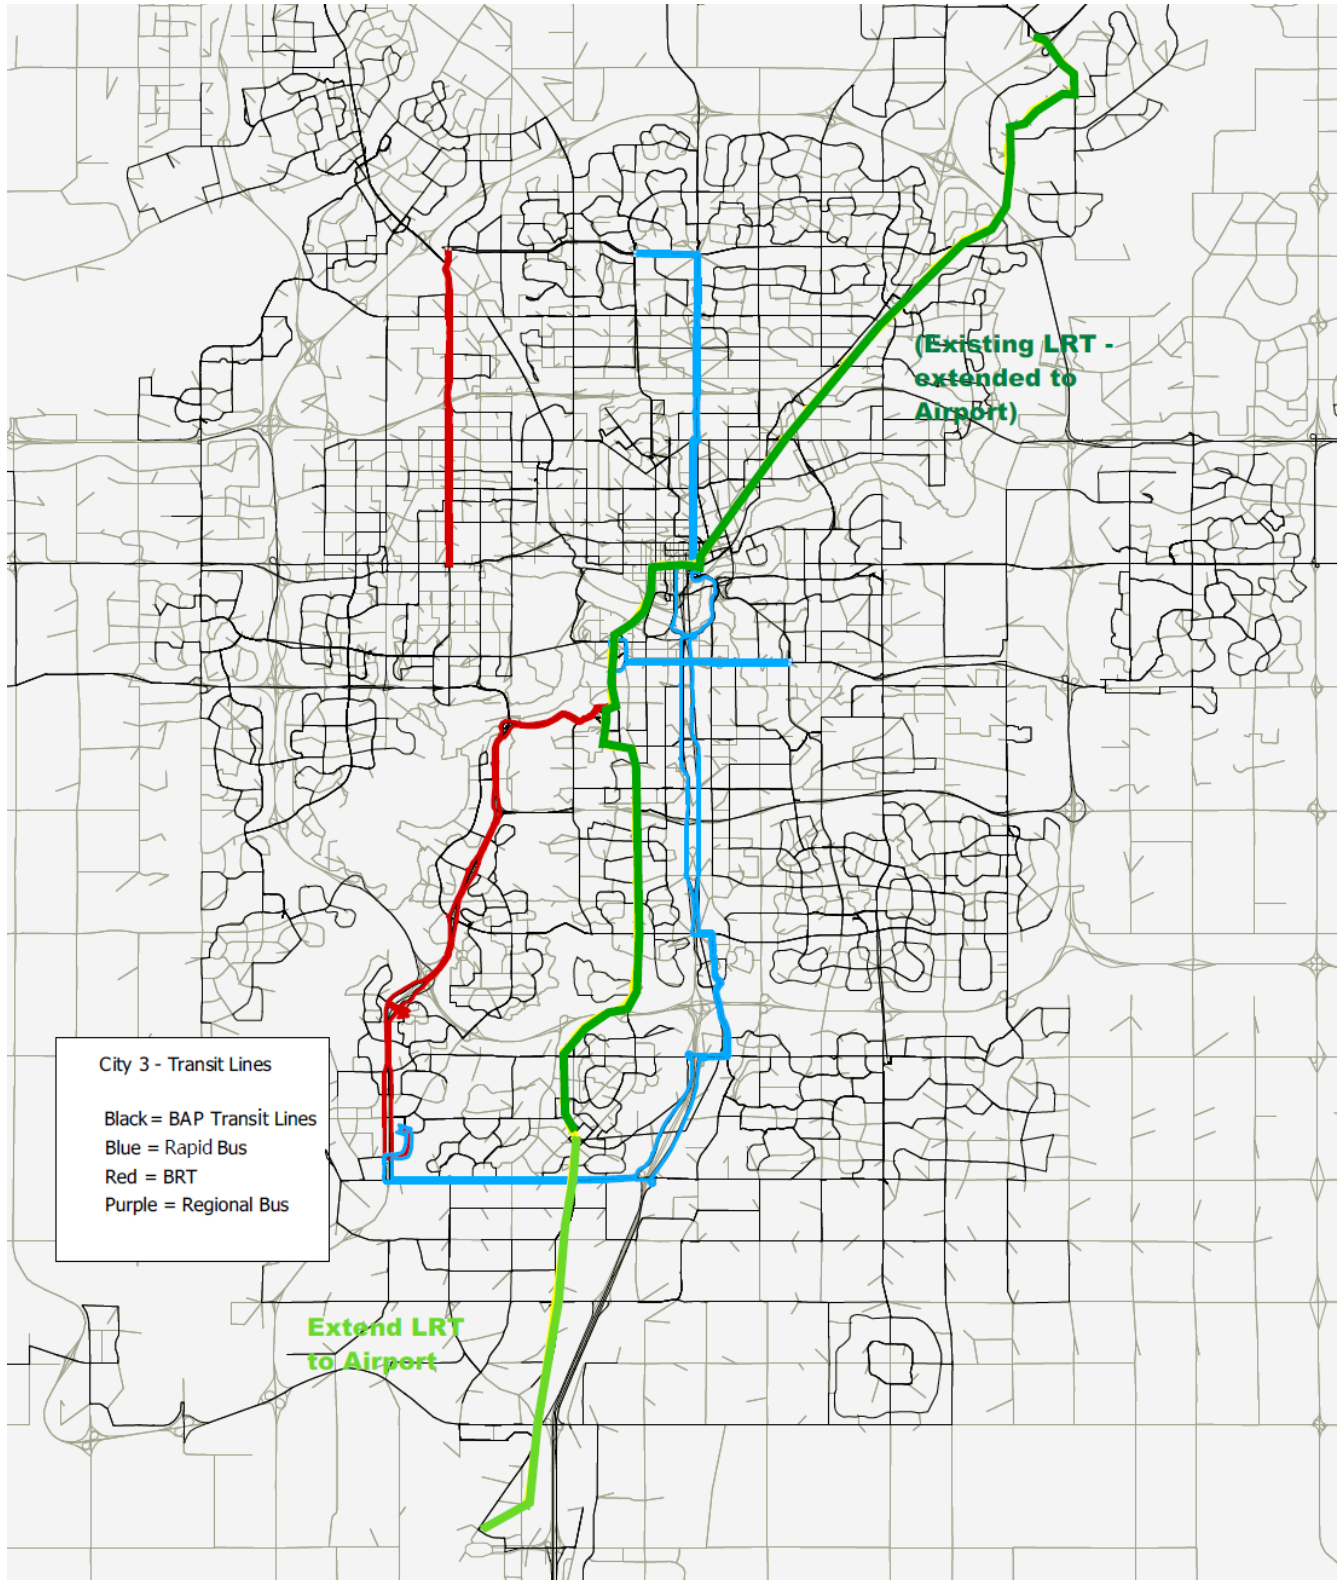 (Existing LRT -
extended to
Airport)
City 3 - Transit Lines
Black = BAP Transit Lines
Blue = Rapid Bus
Red = BRT
Purple = Regional Bus
Extend LRT
to Airport